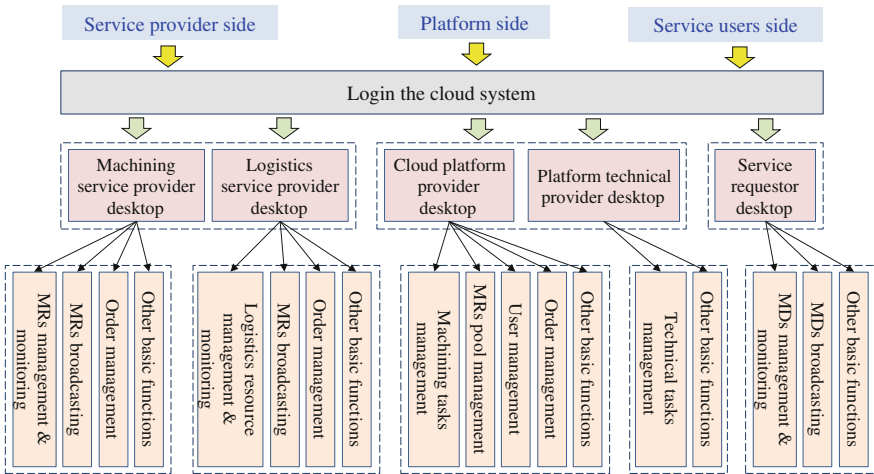 Service provider side
Platform side
Service users side
Login the cloud system
Machining
service provider
desktop
Logistics
service provider
desktop
Cloud platform
provider
desktop
Platform technical
provider desktop
Service
requestor
desktop
MRs management &
monitoring
MRs broadcasting
Order management
Other basic functions
Logistics resource
management &
monitoring
MRs broadcasting
Order management
Other basic functions
Machining tasks
management
MRs pool management
User management
Order management
Other basic functions
Technical tasks
management
Other basic functions
MDs management &
monitoring
MDs broadcasting
Other basic functions